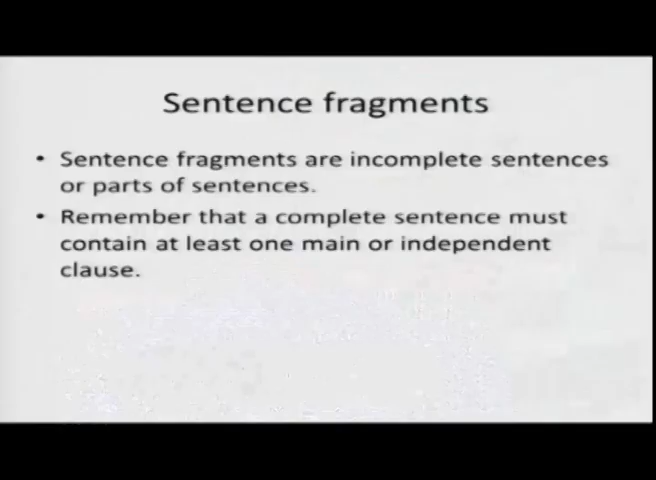 Sentence fragments
• Sentence fragments are incomplete sentences
or parts of sentences.
• Remember that a complete sentence must
contain at least one main or independent
clause.